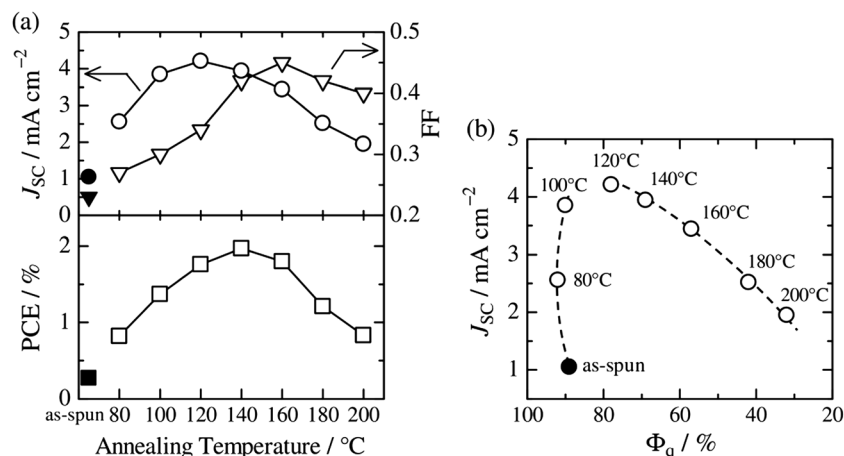 (a)
5
4
3
2
1
0
J_SC / mA cm⁻²
0.5
0.4
0.3
0.2
FF
2
1
0
PCE / %
as-spun 80 100 120 140 160 180 200
Annealing Temperature / °C
(b)
5
4
3
2
1
0
J_SC / mA cm⁻²
120°C
100°C
140°C
160°C
80°C
180°C
200°C
as-spun
100 80 60 40 20
Φ_q / %